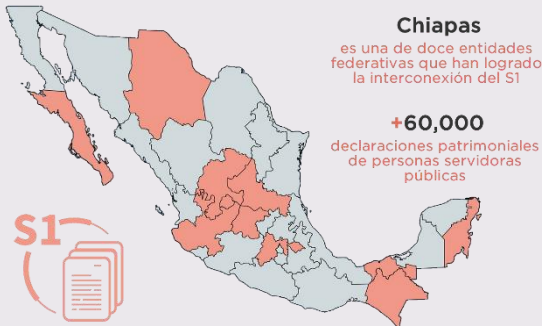 Chiapas
es una de doce entidades
federativas que han logrado
la interconexión del S1
+60,000
declaraciones patrimoniales
de personas servidoras
públicas
S1